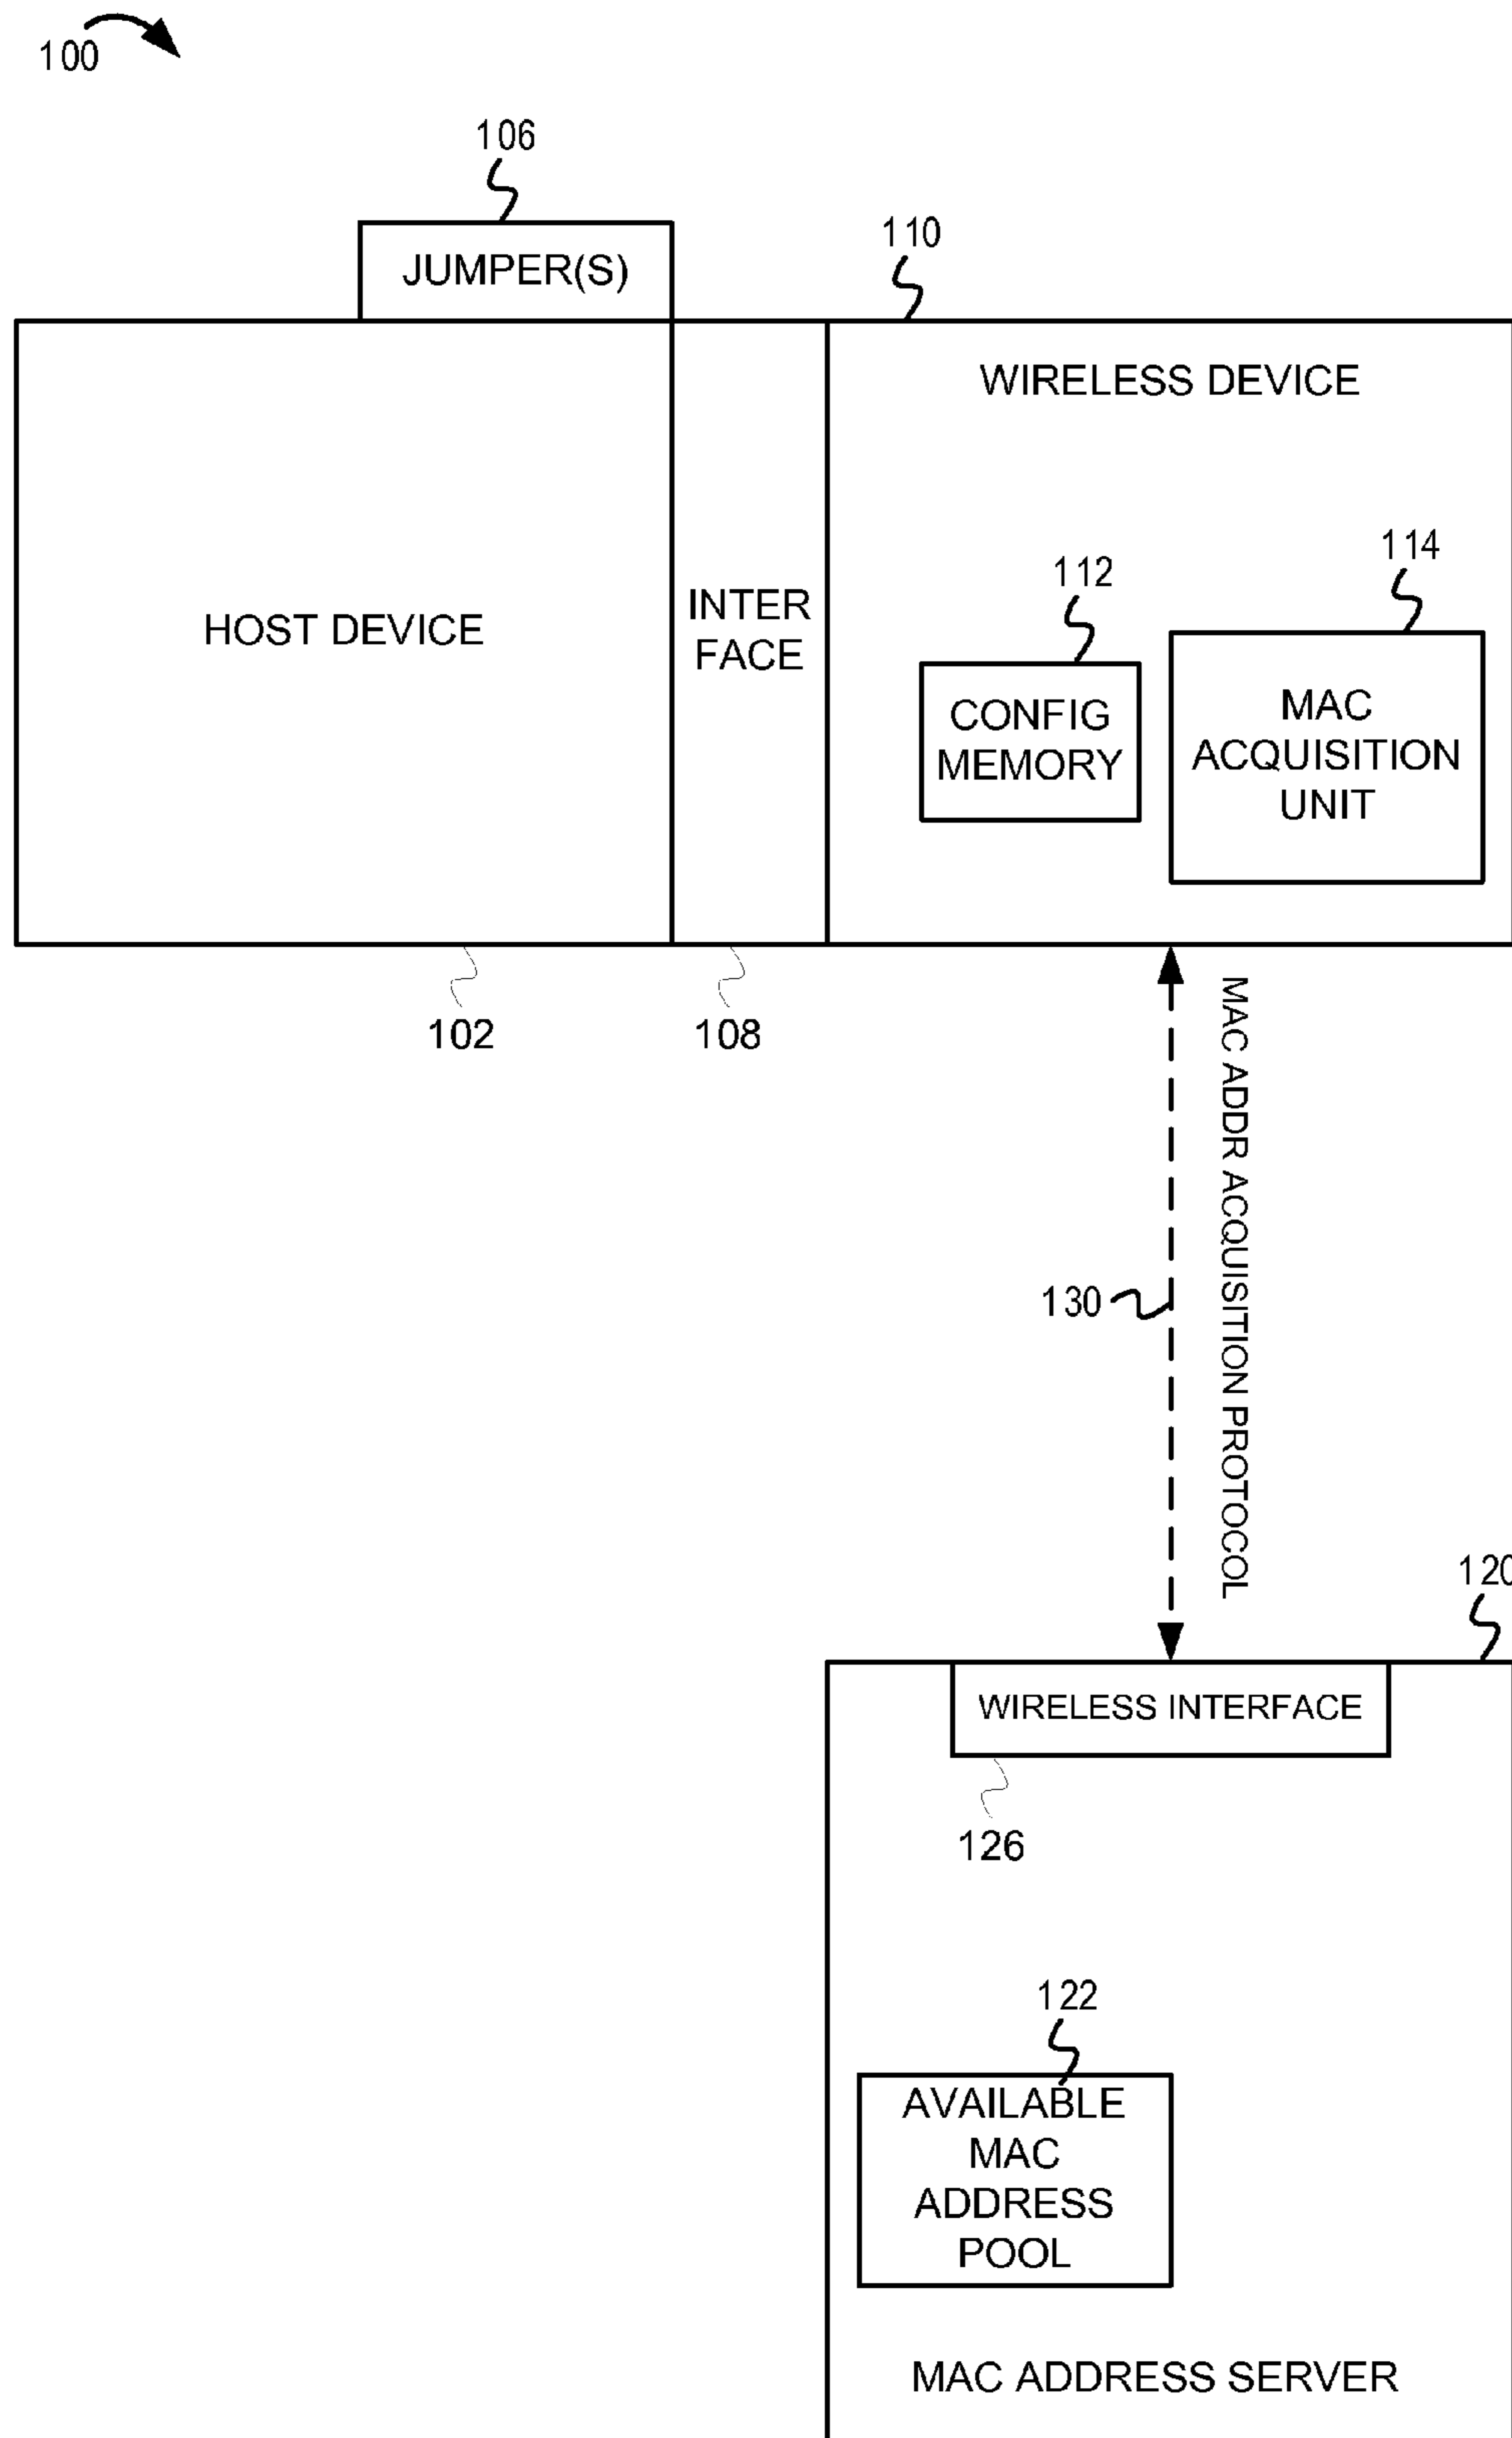 100
106
JUMPER(S)
110
WIRELESS DEVICE
HOST DEVICE
INTER
FACE
112
CONFIG
MEMORY
114
MAC
ACQUISITION
UNIT
102
108
MAC ADDR ACQUISITION PROTOCOL
130
120
WIRELESS INTERFACE
126
122
AVAILABLE
MAC
ADDRESS
POOL
MAC ADDRESS SERVER